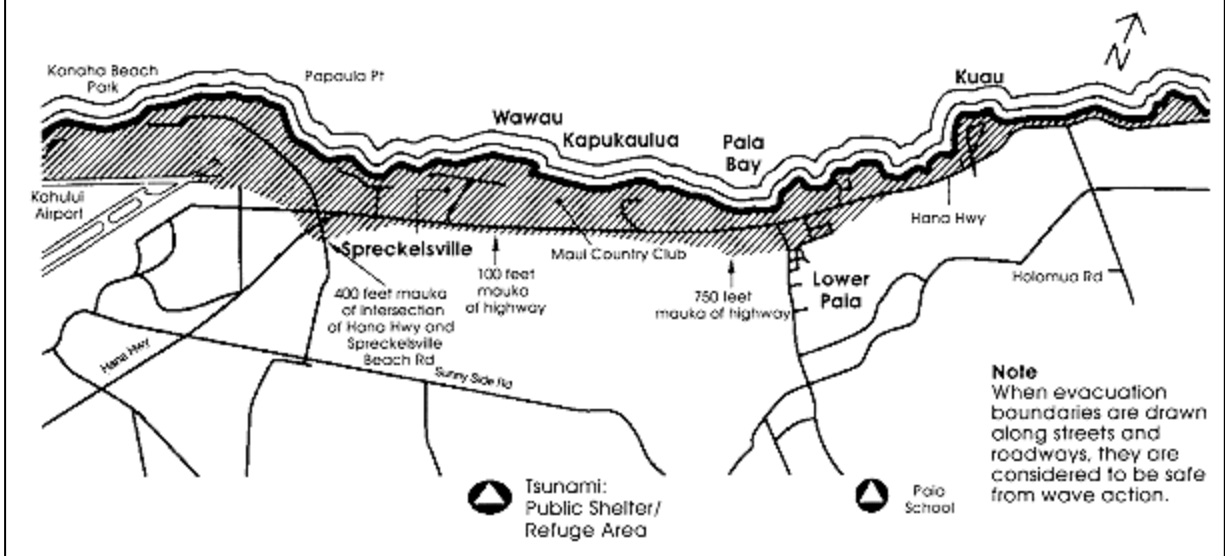 N
Kanaha Beach
Park
Papaula Pt
Kuau
Wawau
Kapukaulua
Paia
Bay
Kahului
Airport
Hana Hwy
Spreckelsville
Maui Country Club
100 feet
mauka
of highway
Holomua Rd
Lower
Paia
400 feet mauka
of intersection
of Hana Hwy and
Spreckelsville
Beach Rd
750 feet
mauka of highway
Hana Hwy
Sunny Side Rd
Note
When evacuation
boundaries are drawn
along streets and
roadways, they are
considered to be safe
from wave action.
Tsunami:
Public Shelter/
Refuge Area
Paia
School